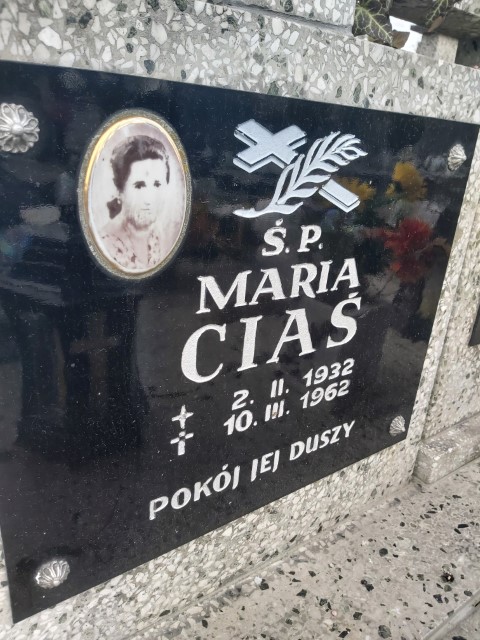 Ś. P.
MARIA
CIAŚ
2. II. 1932
10. III. 1962
POKÓJ JEJ DUSZY